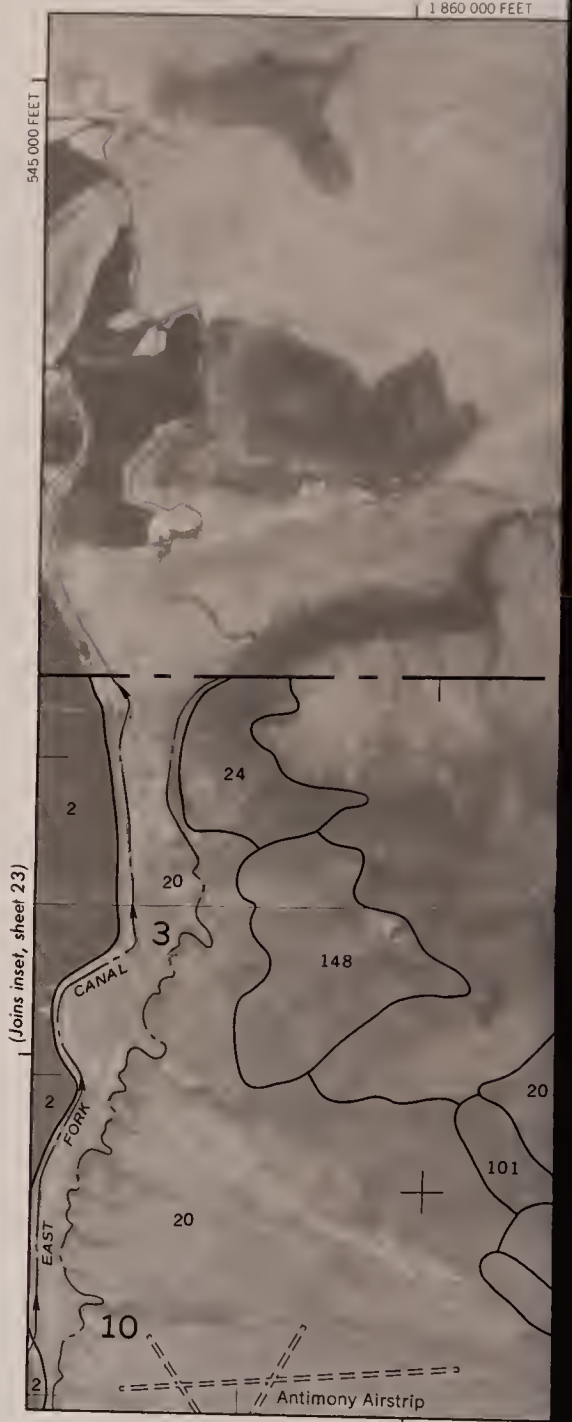 1 860 000 FEET
545 000 FEET
24
2
20
3
148
CANAL
(Joins inset, sheet 23)
2
FORK
20
101
20
EAST
10
2
Antimony Airstrip